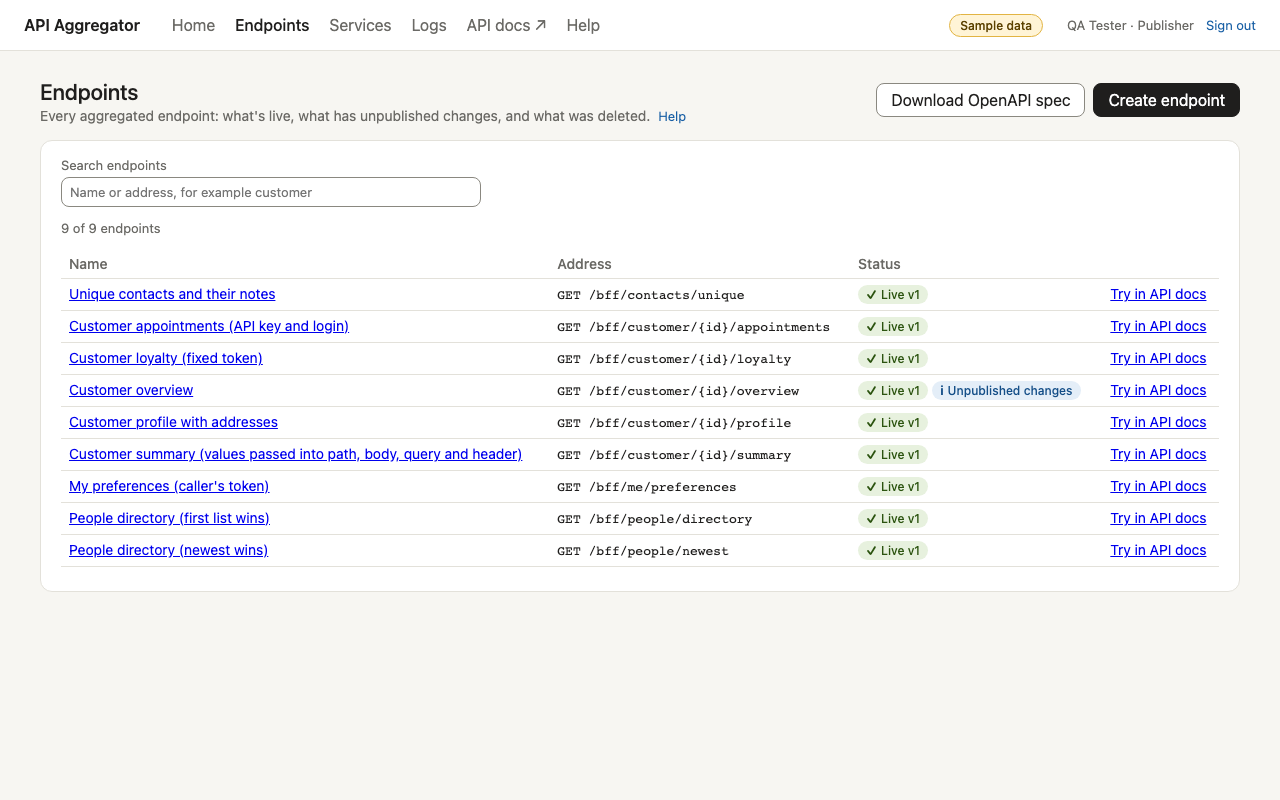 API Aggregator Home Endpoints Services Logs API docs ↗ Help Sample data QA Tester · Publisher Sign out
Endpoints
Every aggregated endpoint: what's live, what has unpublished changes, and what was deleted. Help
Download OpenAPI spec Create endpoint
Search endpoints
Name or address, for example customer
9 of 9 endpoints
Name Address Status
Unique contacts and their notes GET /bff/contacts/unique ✓ Live v1 Try in API docs
Customer appointments (API key and login) GET /bff/customer/{id}/appointments ✓ Live v1 Try in API docs
Customer loyalty (fixed token) GET /bff/customer/{id}/loyalty ✓ Live v1 Try in API docs
Customer overview GET /bff/customer/{id}/overview ✓ Live v1 i Unpublished changes Try in API docs
Customer profile with addresses GET /bff/customer/{id}/profile ✓ Live v1 Try in API docs
Customer summary (values passed into path, body, query and header) GET /bff/customer/{id}/summary ✓ Live v1 Try in API docs
My preferences (caller's token) GET /bff/me/preferences ✓ Live v1 Try in API docs
People directory (first list wins) GET /bff/people/directory ✓ Live v1 Try in API docs
People directory (newest wins) GET /bff/people/newest ✓ Live v1 Try in API docs